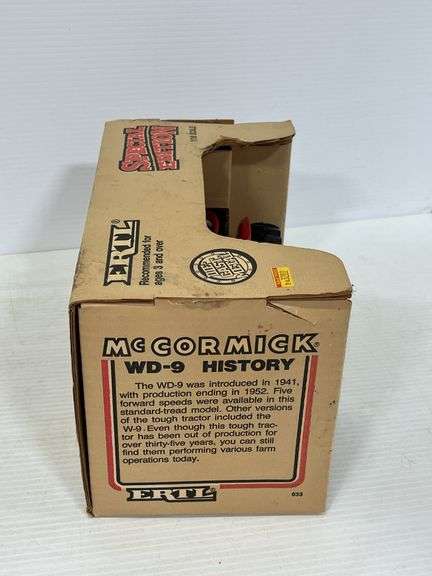 SPECIAL
EDITION
1/16 SCALE
ERTL®
Recommended for
ages 3 and over
McCORMICK®
WD-9 HISTORY
The WD-9 was introduced in 1941,
with production ending in 1952. Five
forward speeds were available in this
standard-tread model. Other versions
of the tough tractor included the
W-9. Even though this tough trac-
tor has been out of production for
over thirty-five years, you can still
find them performing various farm
operations today.
ERTL®
633